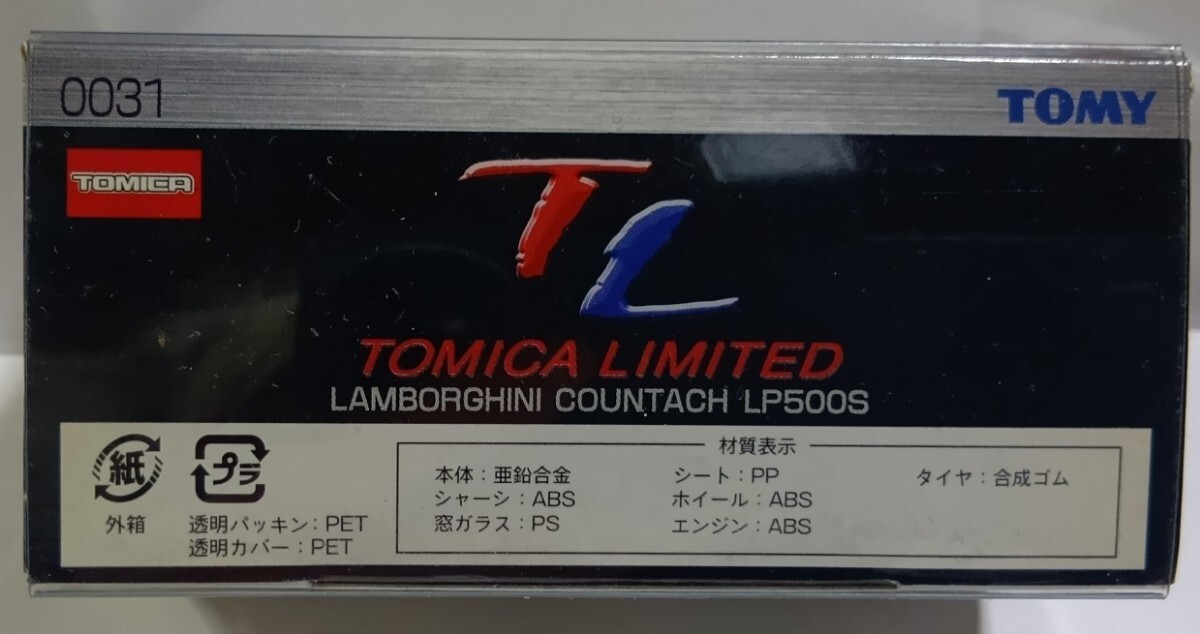 0031
TOMY
TOMICA
TL
TOMICA LIMITED
LAMBORGHINI COUNTACH LP500S
紙
外箱
プラ
透明パッキン:PET
透明カバー:PET
材質表示
本体:亜鉛合金
シャーシ:ABS
窓ガラス:PS
シート:PP
ホイール:ABS
エンジン:ABS
タイヤ:合成ゴム